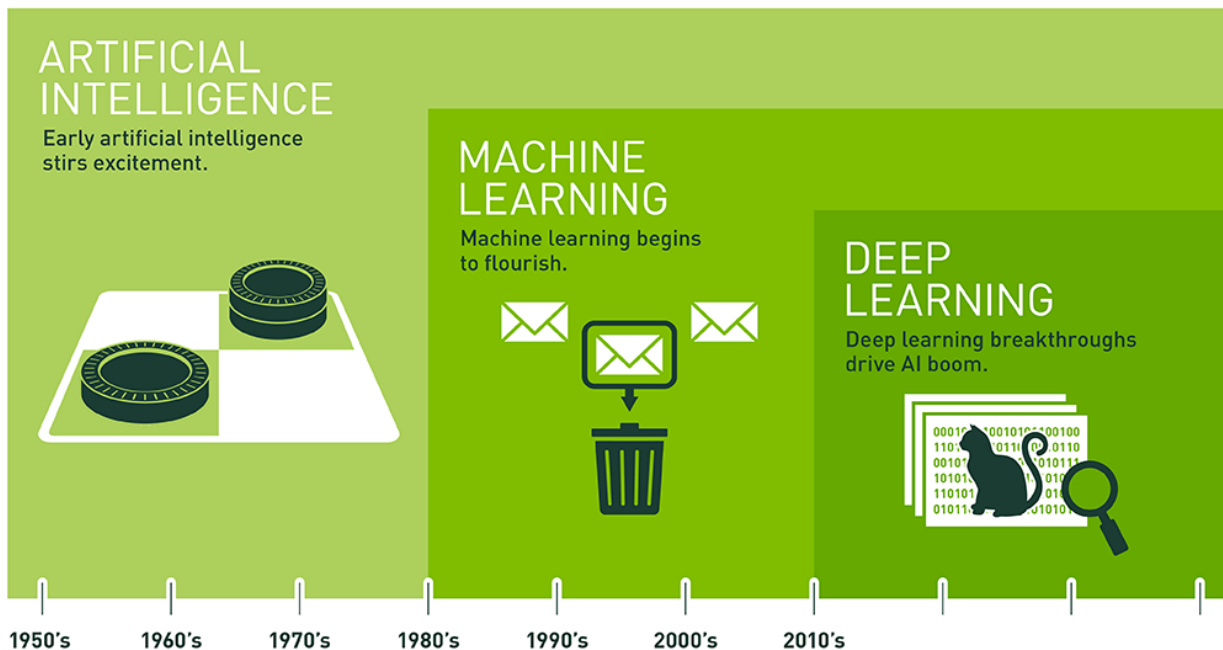 ARTIFICIAL
INTELLIGENCE
Early artificial intelligence
stirs excitement.
MACHINE
LEARNING
Machine learning begins
to flourish.
DEEP
LEARNING
Deep learning breakthroughs
drive AI boom.
1950's
1960's
1970's
1980's
1990's
2000's
2010's